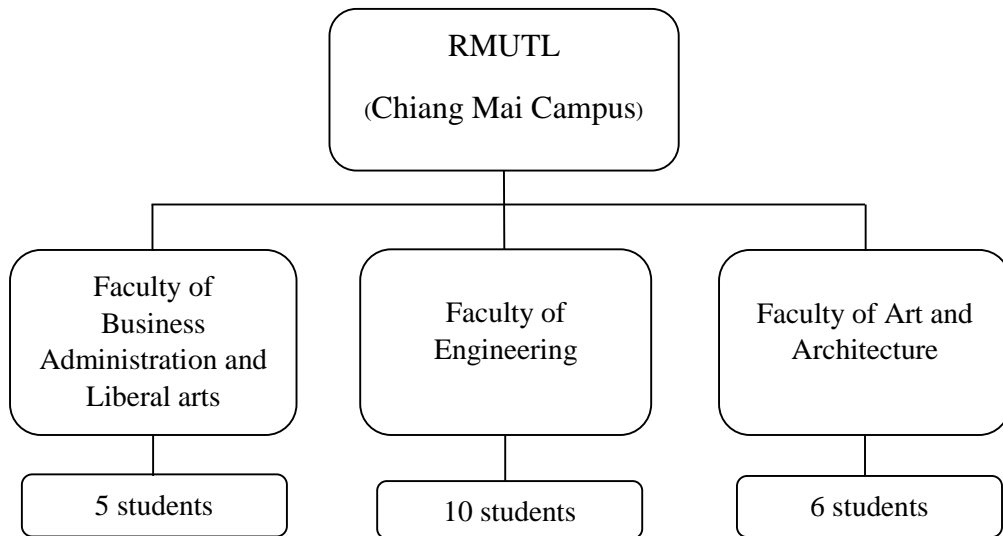 RMUTL
(Chiang Mai Campus)
Faculty of
Business
Administration and
Liberal arts
Faculty of
Engineering
Faculty of Art and
Architecture
5 students
10 students
6 students